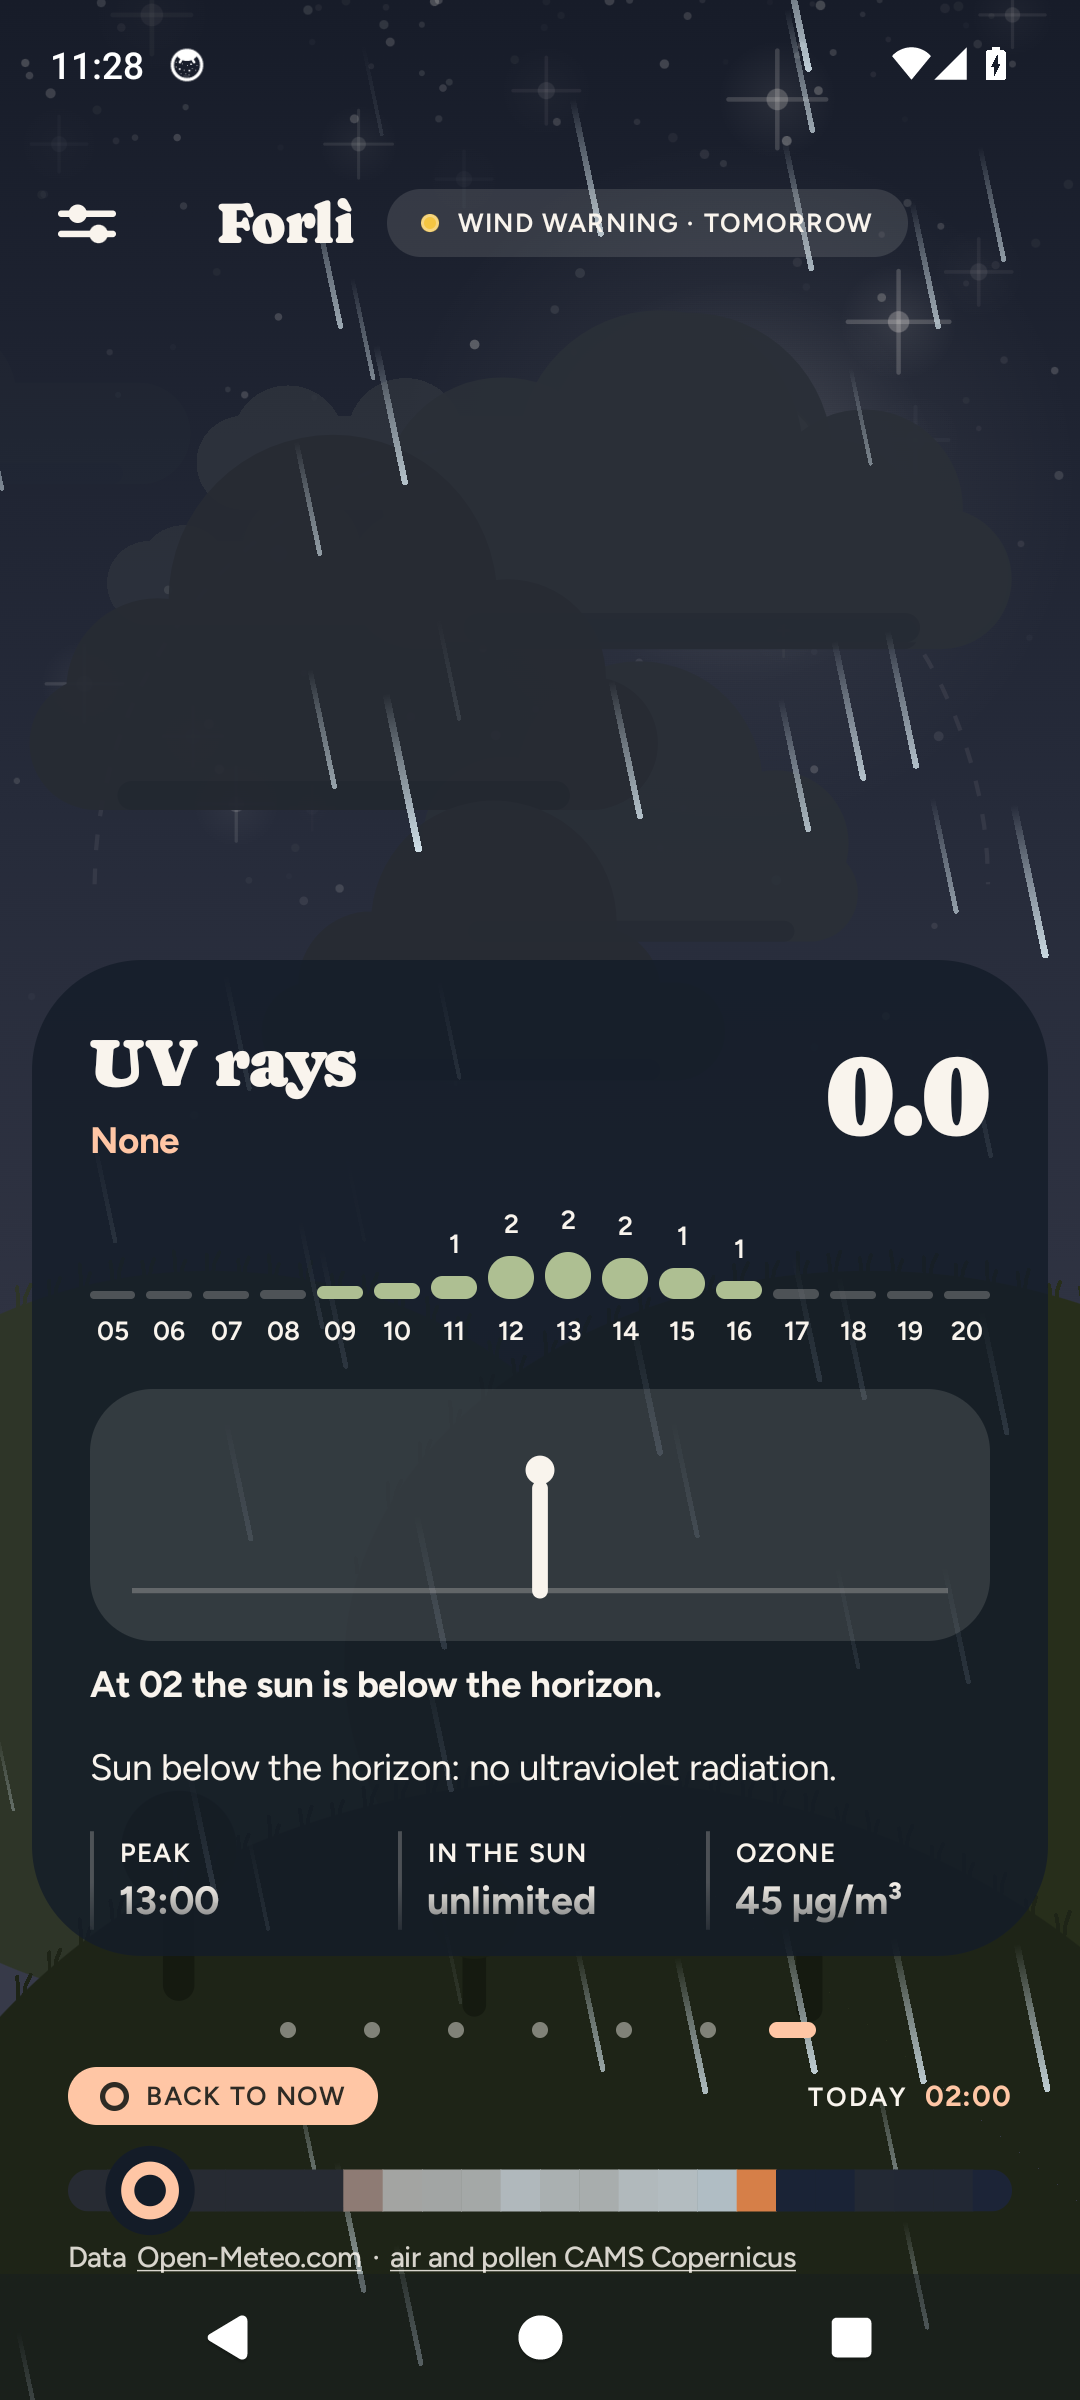 11:28
Forlì
WIND WARNING · TOMORROW
UV rays
None
0.0
1 2 2 2 1 1
05 06 07 08 09 10 11 12 13 14 15 16 17 18 19 20
At 02 the sun is below the horizon.
Sun below the horizon: no ultraviolet radiation.
PEAK
13:00
IN THE SUN
unlimited
OZONE
45 µg/m³
BACK TO NOW
TODAY 02:00
Data Open-Meteo.com · air and pollen CAMS Copernicus